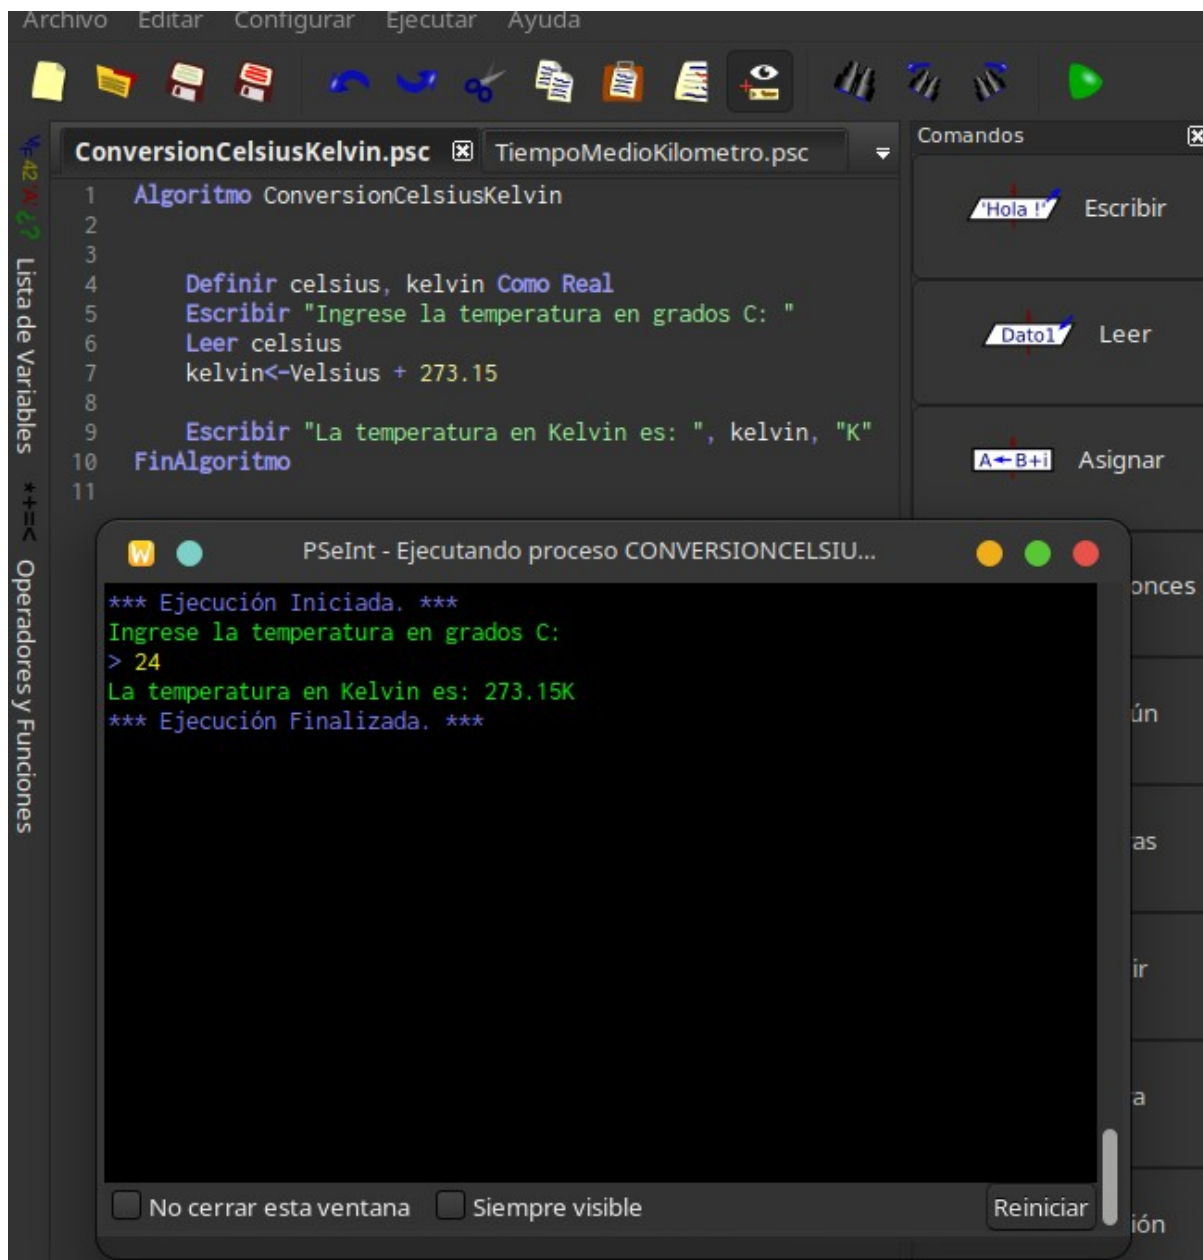 Archivo Editar Configurar Ejecutar Ayuda
ConversionCelsiusKelvin.psc TiempoMedioKilometro.psc
Comandos
1 Algoritmo ConversionCelsiusKelvin
2
3
4 Definir celsius, kelvin Como Real
5 Escribir "Ingrese la temperatura en grados C: "
6 Leer celsius
7 kelvin<-Velsius + 273.15
8
9 Escribir "La temperatura en Kelvin es: ", kelvin, "K"
10 FinAlgoritmo
11
V/F 42 'A' ¿? Lista de Variables
*+=< Operadores y Funciones
'Hola !' Escribir
Dato1 Leer
A←B+i Asignar
onces
ún
as
ir
a
ión
W PSeInt - Ejecutando proceso CONVERSIONCELSIU...
*** Ejecución Iniciada. ***
Ingrese la temperatura en grados C:
> 24
La temperatura en Kelvin es: 273.15K
*** Ejecución Finalizada. ***
No cerrar esta ventana Siempre visible Reiniciar